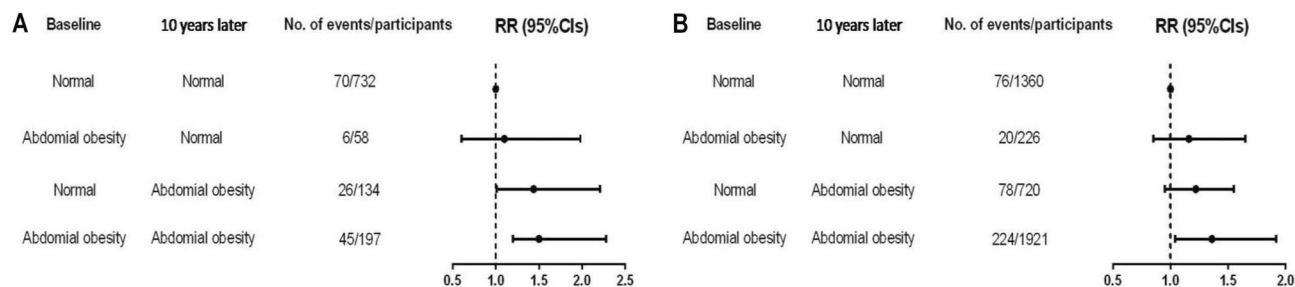 A Baseline 10 years later No. of events/participants RR (95%CIs)
Normal Normal 70/732
Abdomial obesity Normal 6/58
Normal Abdomial obesity 26/134
Abdomial obesity Abdomial obesity 45/197
0.5 1.0 1.5 2.0 2.5
B Baseline 10 years later No. of events/participants RR (95%CIs)
Normal Normal 76/1360
Abdomial obesity Normal 20/226
Normal Abdomial obesity 78/720
Abdomial obesity Abdomial obesity 224/1921
0.5 1.0 1.5 2.0